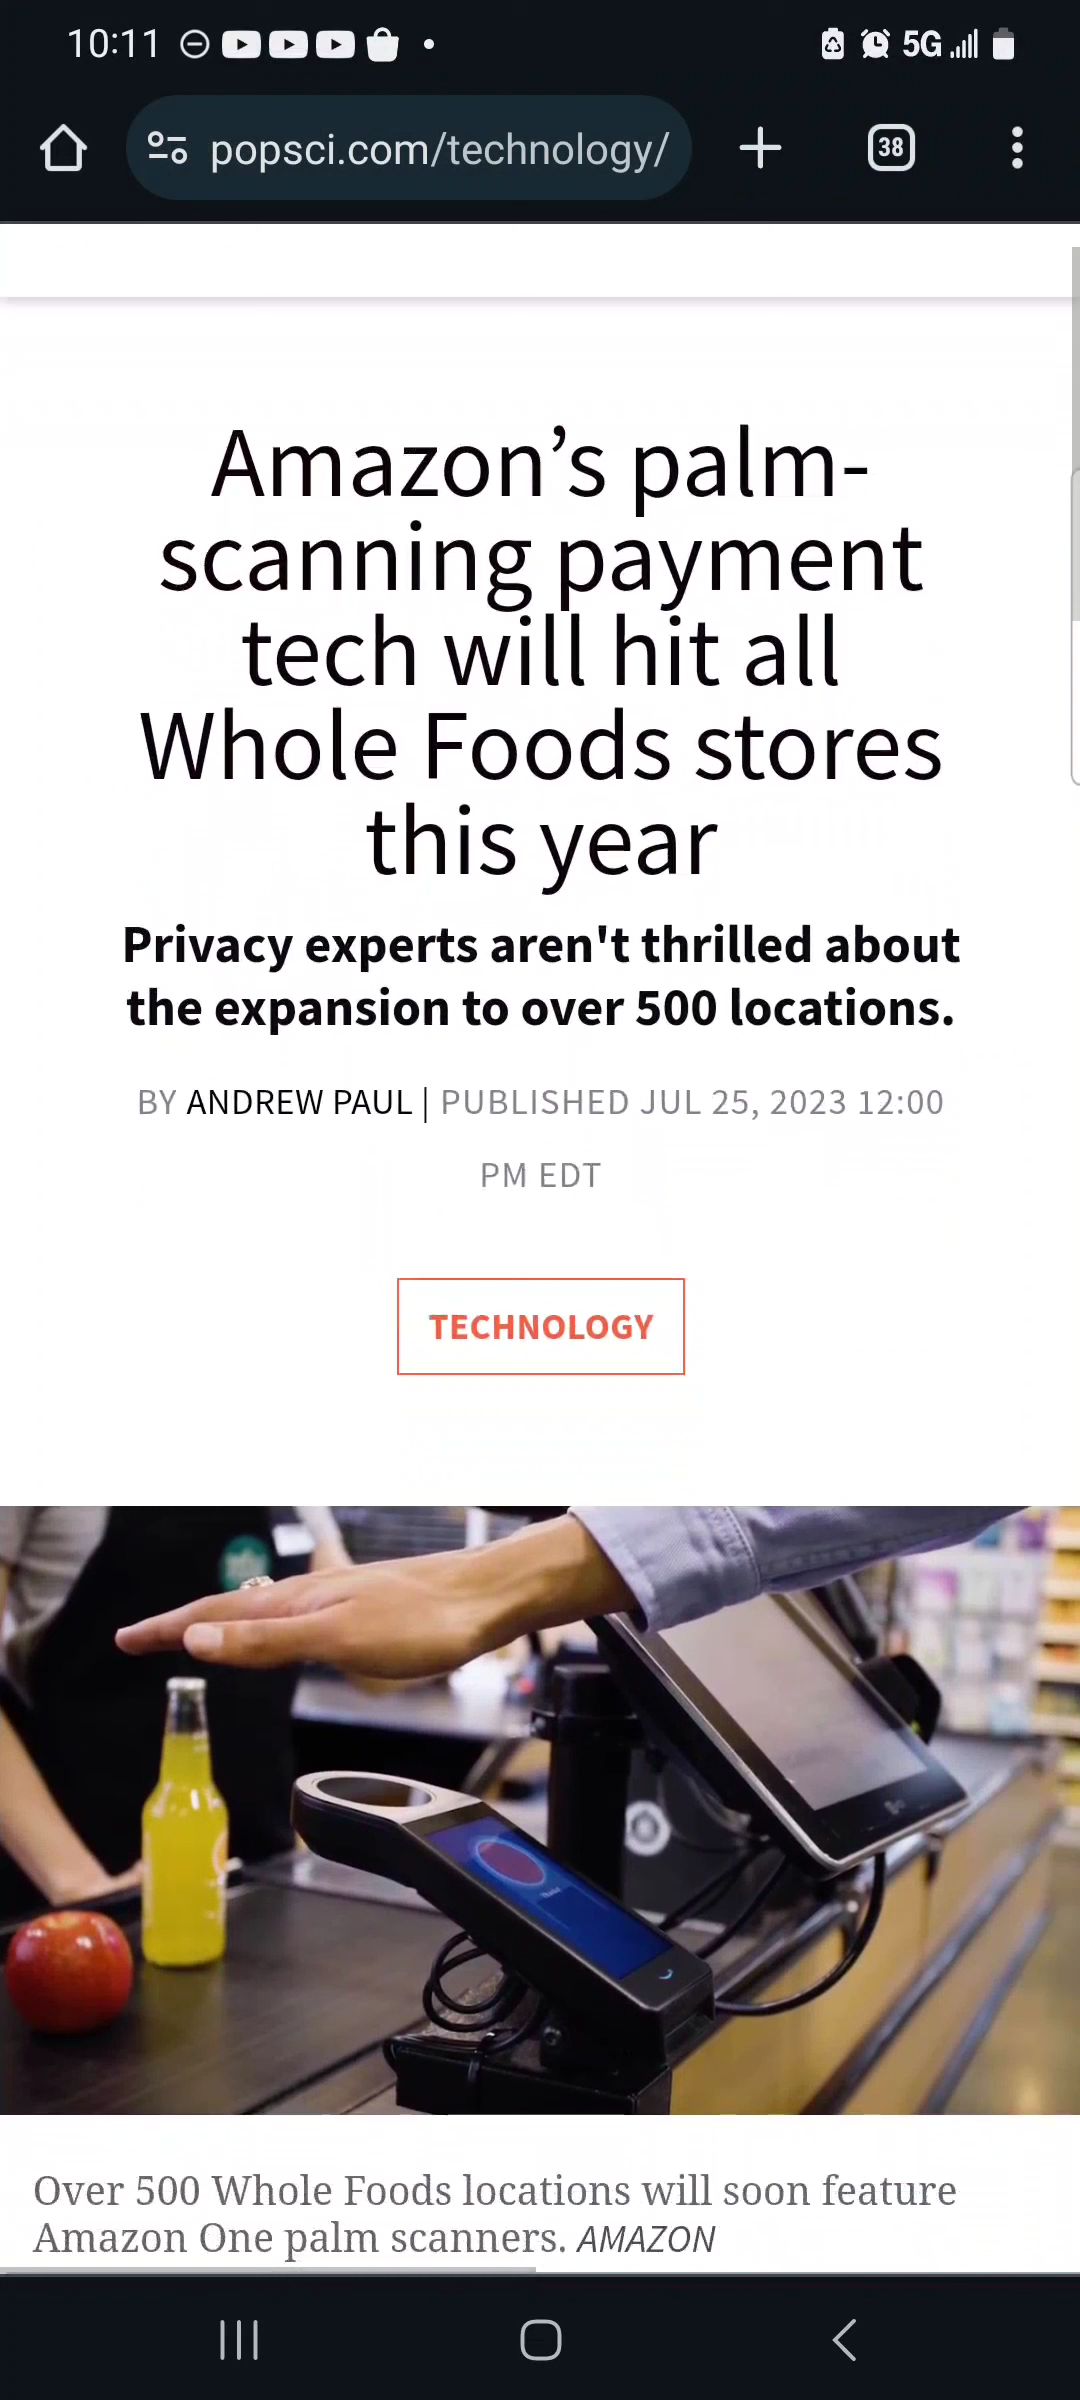 10:11 5G
popsci.com/technology/ 38
Amazon’s palm-
scanning payment
tech will hit all
Whole Foods stores
this year
Privacy experts aren't thrilled about
the expansion to over 500 locations.
BY ANDREW PAUL | PUBLISHED JUL 25, 2023 12:00
PM EDT
TECHNOLOGY
Over 500 Whole Foods locations will soon feature
Amazon One palm scanners. AMAZON